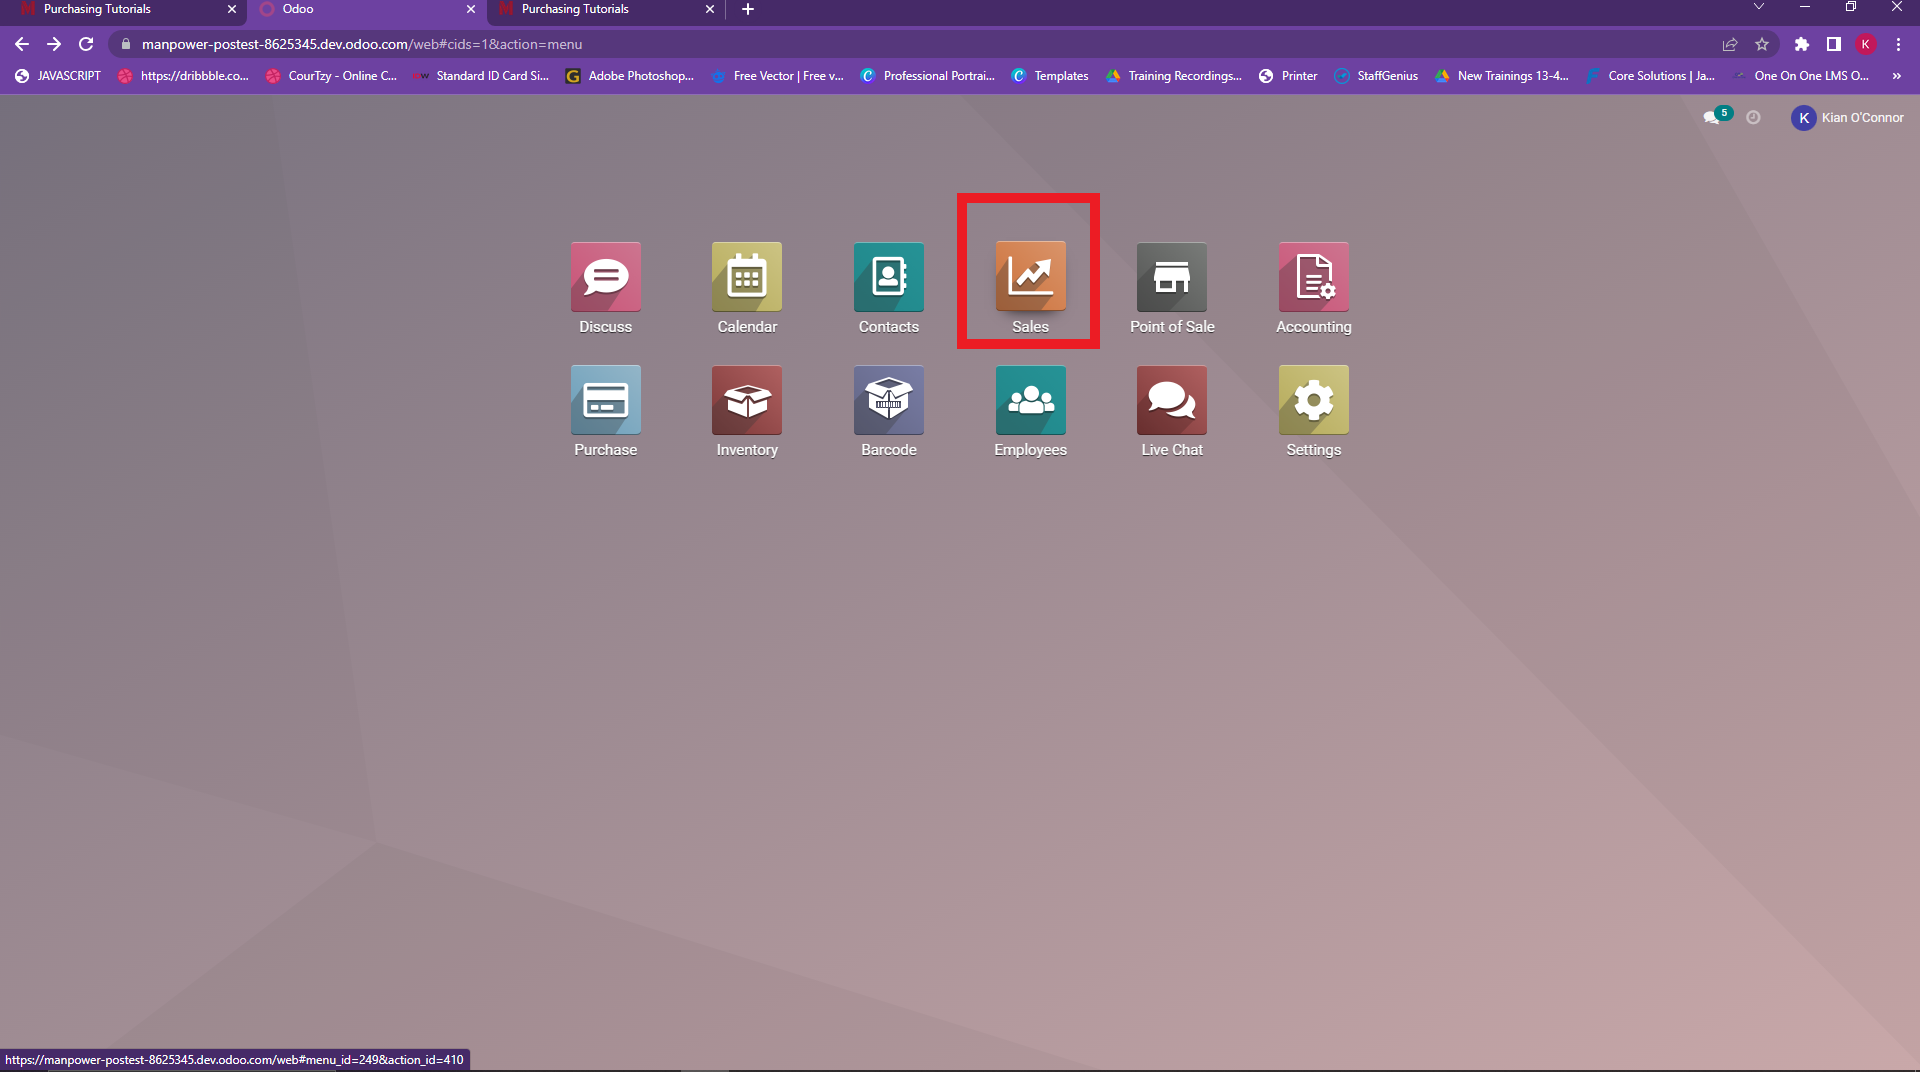 Purchasing Tutorials
Odoo
Purchasing Tutorials
manpower-postest-8625345.dev.odoo.com/web#cids=1&action=menu
K
JAVASCRIPT
https://dribbble.co...
CourTzy - Online C...
Standard ID Card Si...
Adobe Photoshop...
Free Vector | Free v...
Professional Portrai...
Templates
Training Recordings...
Printer
StaffGenius
New Trainings 13-4...
Core Solutions | Ja...
One On One LMS O...
»
5
K
Kian O'Connor
Discuss
Calendar
Contacts
Sales
Point of Sale
Accounting
Purchase
Inventory
Barcode
Employees
Live Chat
Settings
https://manpower-postest-8625345.dev.odoo.com/web#menu_id=249&action_id=410